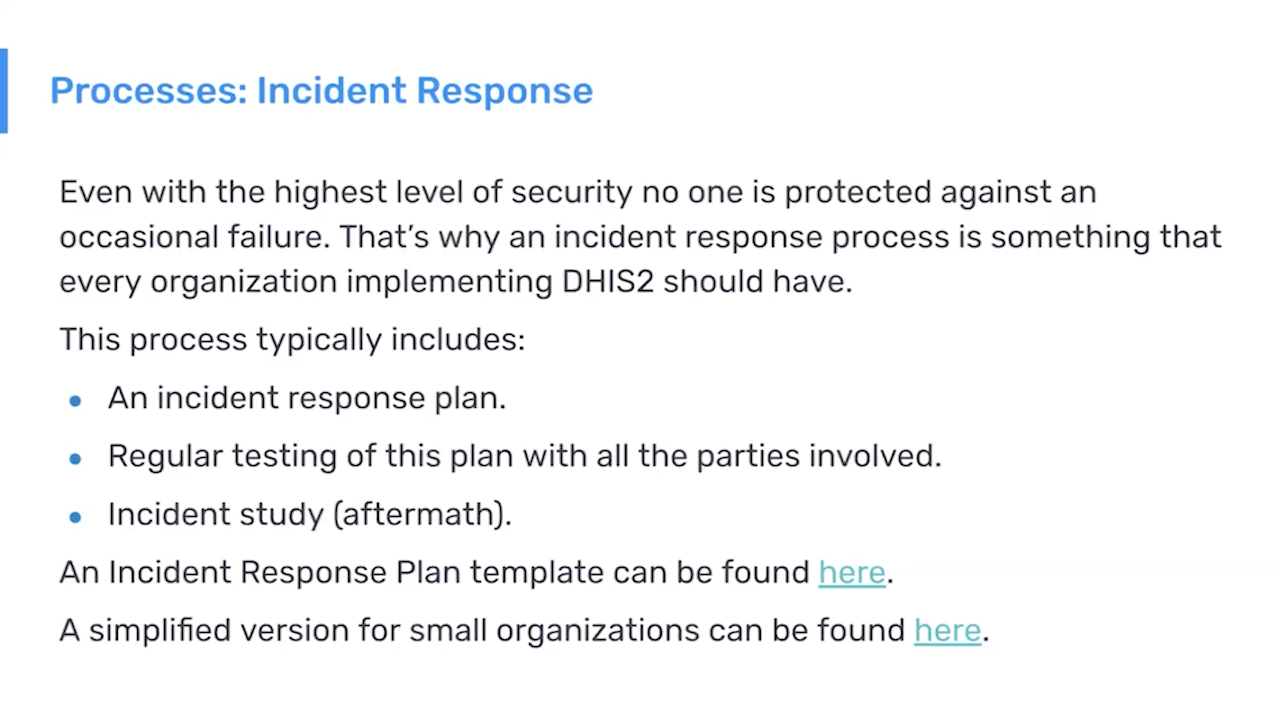 Processes: Incident Response
Even with the highest level of security no one is protected against an
occasional failure. That's why an incident response process is something that
every organization implementing DHIS2 should have.
This process typically includes:
• An incident response plan.
• Regular testing of this plan with all the parties involved.
• Incident study (aftermath).
An Incident Response Plan template can be found here.
A simplified version for small organizations can be found here.